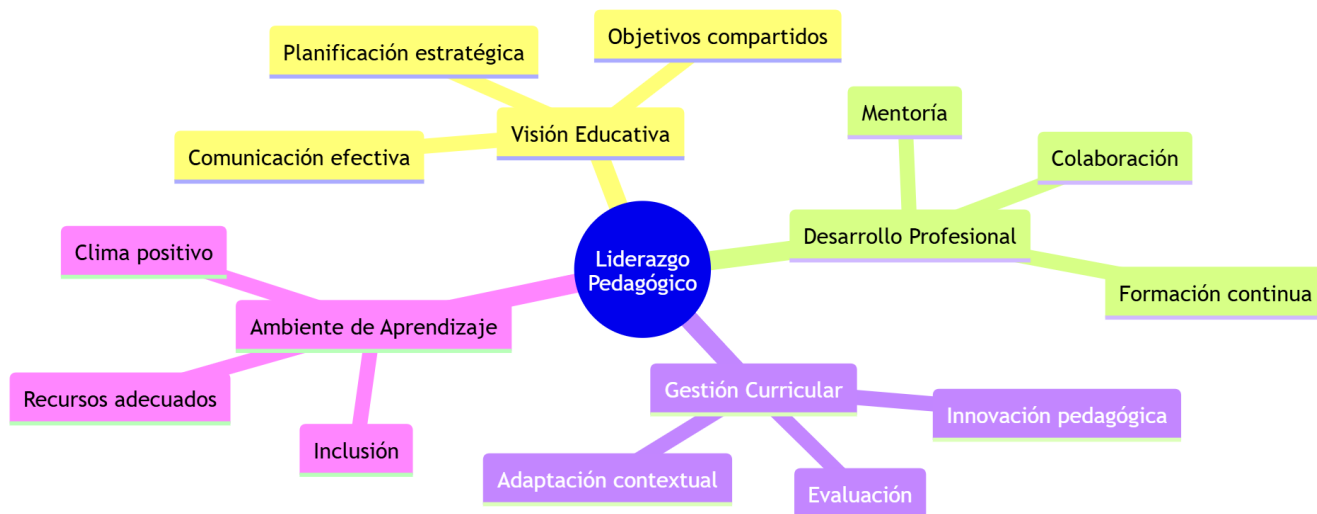 Objetivos compartidos
Planificación estratégica
Visión Educativa
Comunicación efectiva
Mentoría
Colaboración
Desarrollo Profesional
Formación continua
Liderazgo
Pedagógico
Clima positivo
Ambiente de Aprendizaje
Recursos adecuados
Inclusión
Gestión Curricular
Innovación pedagógica
Adaptación contextual
Evaluación